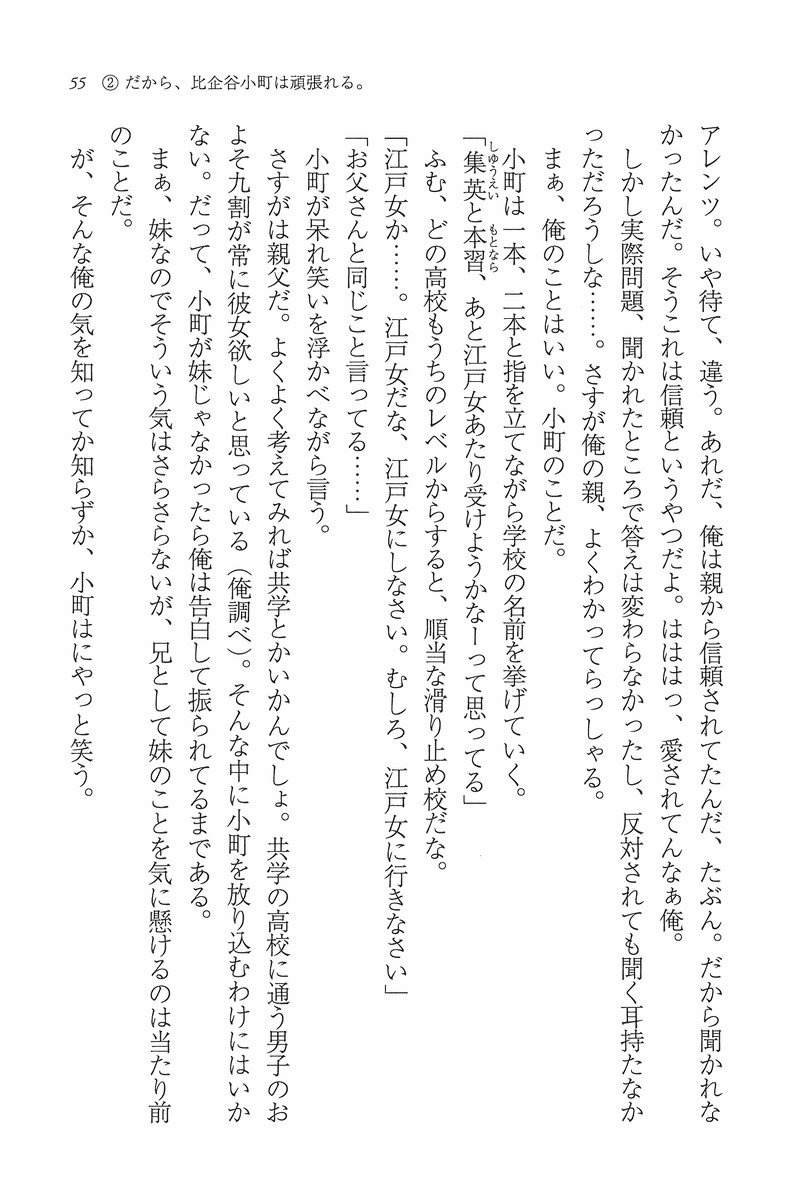 55 ② だから、比企谷小町は頑張れる。
アレンツ。いや待て、違う。あれだ、俺は親から信頼されてたんだ、たぶん。だから聞かれな
かったんだ。そうこれは信頼というやつだよ。はははっ、愛されてんなぁ俺。
しかし実際問題、聞かれたところで答えは変わらなかったし、反対されても聞く耳持たなか
っただろうしな……。さすが俺の親、よくわかってらっしゃる。
まぁ、俺のことはいい。小町のことだ。
小町は一本、二本と指を立てながら学校の名前を挙げていく。
「集英と本習、あと江戸女あたり受けようかなーって思ってる」
しゆうえい もとなら
ふむ、どの高校もうちのレベルからすると、順当な滑り止め校だな。
「江戸女か……。江戸女だな、江戸女にしなさい。むしろ、江戸女に行きなさい」
「お父さんと同じこと言ってる……」
小町が呆れ笑いを浮かべながら言う。
さすがは親父だ。よくよく考えてみれば共学とかいかんでしょ。共学の高校に通う男子のお
よそ九割が常に彼女欲しいと思っている（俺調べ）。そんな中に小町を放り込むわけにはいか
ない。だって、小町が妹じゃなかったら俺は告白して振られてるまである。
まぁ、妹なのでそういう気はさらさらないが、兄として妹のことを気に懸けるのは当たり前
のことだ。
が、そんな俺の気を知ってか知らずか、小町はにやっと笑う。